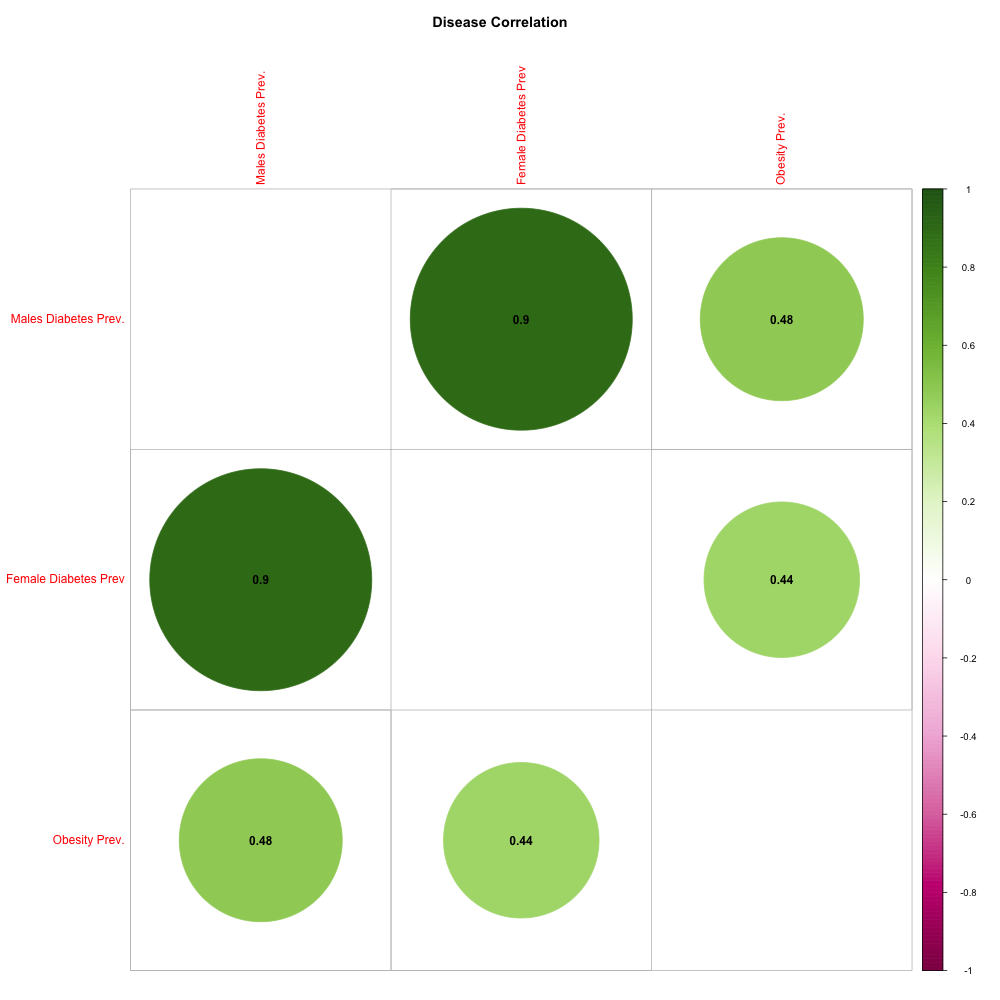 Disease Correlation
Males Diabetes Prev.
Female Diabetes Prev
Obesity Prev.
Males Diabetes Prev.
0.9
0.48
Female Diabetes Prev
0.9
0.44
Obesity Prev.
0.48
0.44
1
0.8
0.6
0.4
0.2
0
-0.2
-0.4
-0.6
-0.8
-1